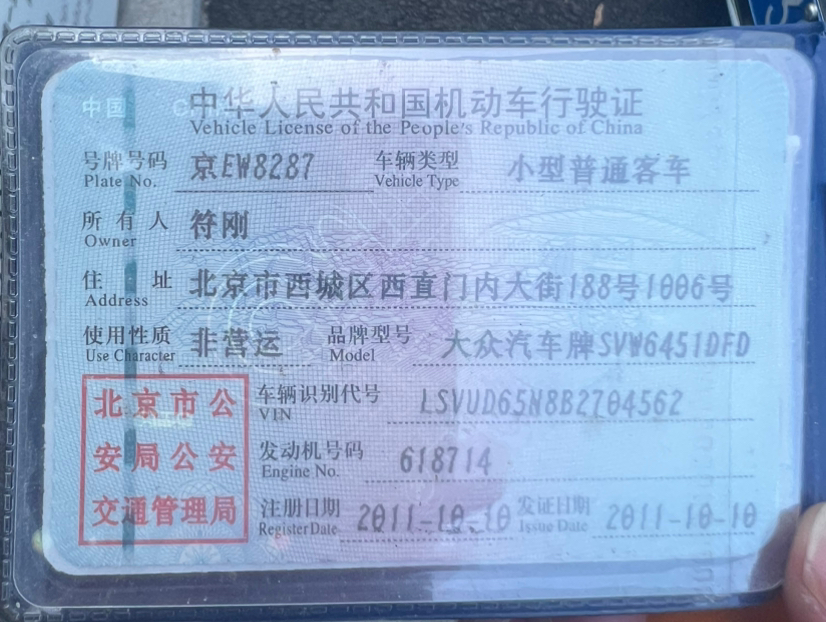 中国
中华人民共和国机动车行驶证
Vehicle License of the People's Republic of China
号牌号码 京EW8287 车辆类型 小型普通客车
Plate No. Vehicle Type
所有人 符刚
Owner
住址 北京市西城区西直门内大街188号1006号
Address
使用性质 非营运 品牌型号 大众汽车牌SVW6451DFD
Use Character Model
北京市公
安局公安
交通管理局
车辆识别代号 LSVUD65N8B2704562
VIN
发动机号码 618714
Engine No.
注册日期 2011-10-10 发证日期 2011-10-10
Register Date Issue Date